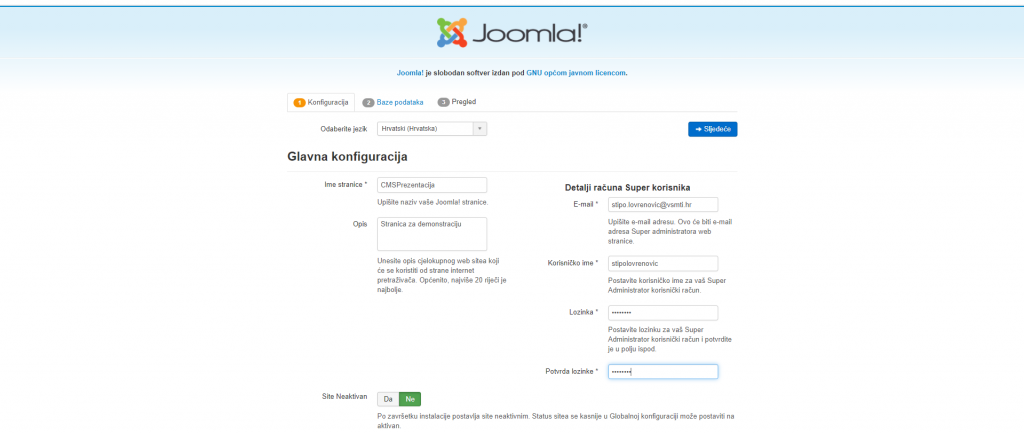 Joomla!®
Joomla! je slobodan softver izdan pod GNU općom javnom licencom.
1 Konfiguracija
2 Baze podataka
3 Pregled
Odaberite jezik
Hrvatski (Hrvatska)
Sljedeće
Glavna konfiguracija
Ime stranice *
CMSPrezentacija
Upišite naziv vaše Joomla! stranice.
Opis
Stranica za demonstraciju
Unesite opis cjelokupnog web sitea koji
će se koristiti od strane internet
pretraživača. Općenito, najviše 20 riječi je
najbolje.
Detalji računa Super korisnika
E-mail *
stipo.lovrenovic@vsmti.hr
Upišite e-mail adresu. Ovo će biti e-mail
adresa Super administratora web
stranice.
Korisničko ime *
stipolovrenovic
Postavite korisničko ime za vaš Super
Administrator korisnički račun.
Lozinka *
••••••••
Postavite lozinku za vaš Super
Administrator korisnički račun i potvrdite
je u polju ispod.
Potvrda lozinke *
••••••••
Site Neaktivan
Da
Ne
Po završetku instalacije postavlja site neaktivnim. Status sitea se kasnije u Globalnoj konfiguraciji može postaviti na
aktivan.